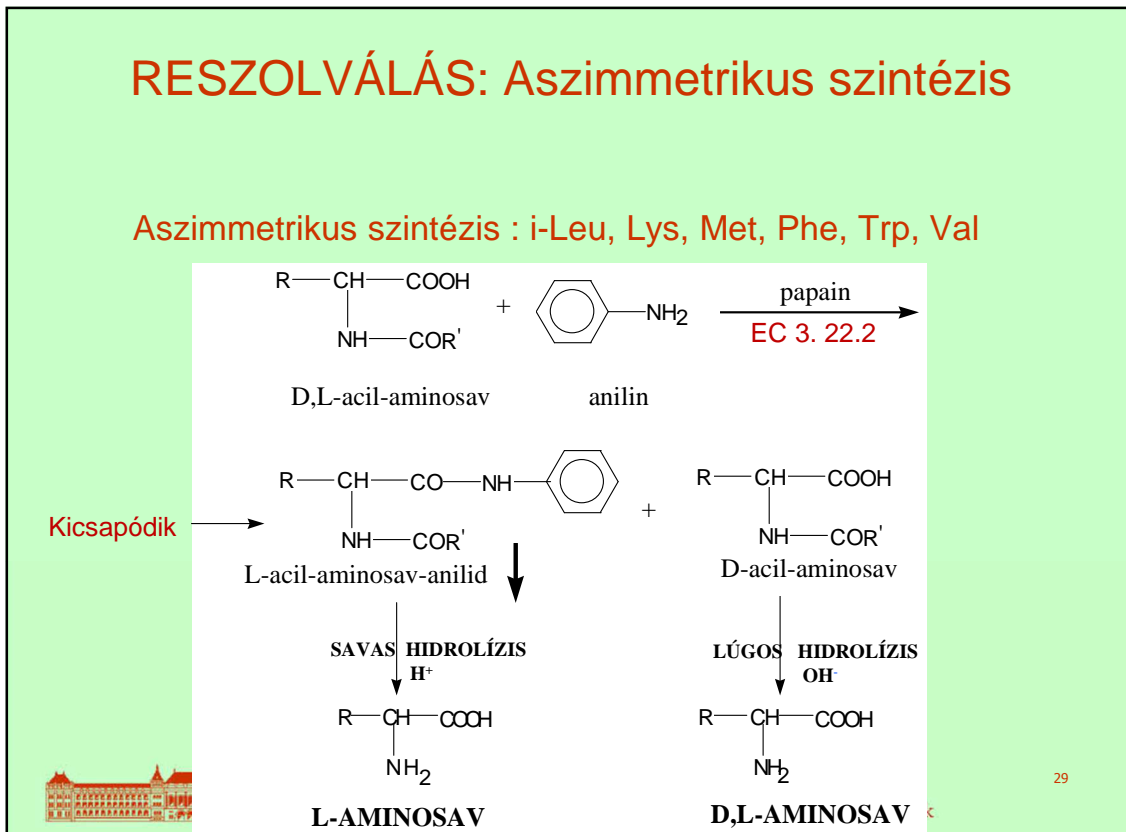 RESZOLVÁLÁS: Aszimmetrikus szintézis
Aszimmetrikus szintézis : i-Leu, Lys, Met, Phe, Trp, Val
R—CH—COOH
NH—COR'
+
NH2
papain
EC 3. 22.2
D,L-acil-aminosav
anilin
R—CH—CO—NH
NH—COR'
+
R—CH—COOH
NH—COR'
Kicsapódik
L-acil-aminosav-anilid
D-acil-aminosav
SAVAS HIDROLÍZIS
H+
LÚGOS HIDROLÍZIS
OH-
R—CH—COOH
NH2
R—CH—COOH
NH2
L-AMINOSAV
D,L-AMINOSAV
29